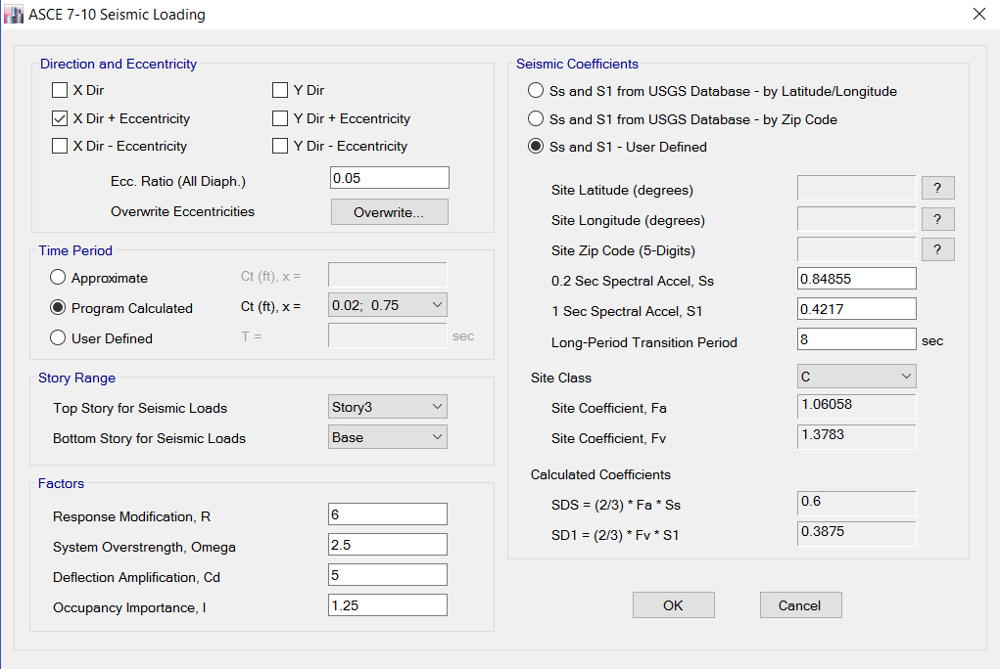 ASCE 7-10 Seismic Loading
Direction and Eccentricity
X Dir
Y Dir
X Dir + Eccentricity
Y Dir + Eccentricity
X Dir - Eccentricity
Y Dir - Eccentricity
Ecc. Ratio (All Diaph.)
0.05
Overwrite Eccentricities
Overwrite...
Time Period
Approximate
Ct (ft), x =
Program Calculated
Ct (ft), x =
0.02; 0.75
User Defined
T =
sec
Story Range
Top Story for Seismic Loads
Story3
Bottom Story for Seismic Loads
Base
Factors
Response Modification, R
6
System Overstrength, Omega
2.5
Deflection Amplification, Cd
5
Occupancy Importance, I
1.25
Seismic Coefficients
Ss and S1 from USGS Database - by Latitude/Longitude
Ss and S1 from USGS Database - by Zip Code
Ss and S1 - User Defined
Site Latitude (degrees)
?
Site Longitude (degrees)
?
Site Zip Code (5-Digits)
?
0.2 Sec Spectral Accel, Ss
0.84855
1 Sec Spectral Accel, S1
0.4217
Long-Period Transition Period
8
sec
Site Class
C
Site Coefficient, Fa
1.06058
Site Coefficient, Fv
1.3783
Calculated Coefficients
SDS = (2/3) * Fa * Ss
0.6
SD1 = (2/3) * Fv * S1
0.3875
OK
Cancel